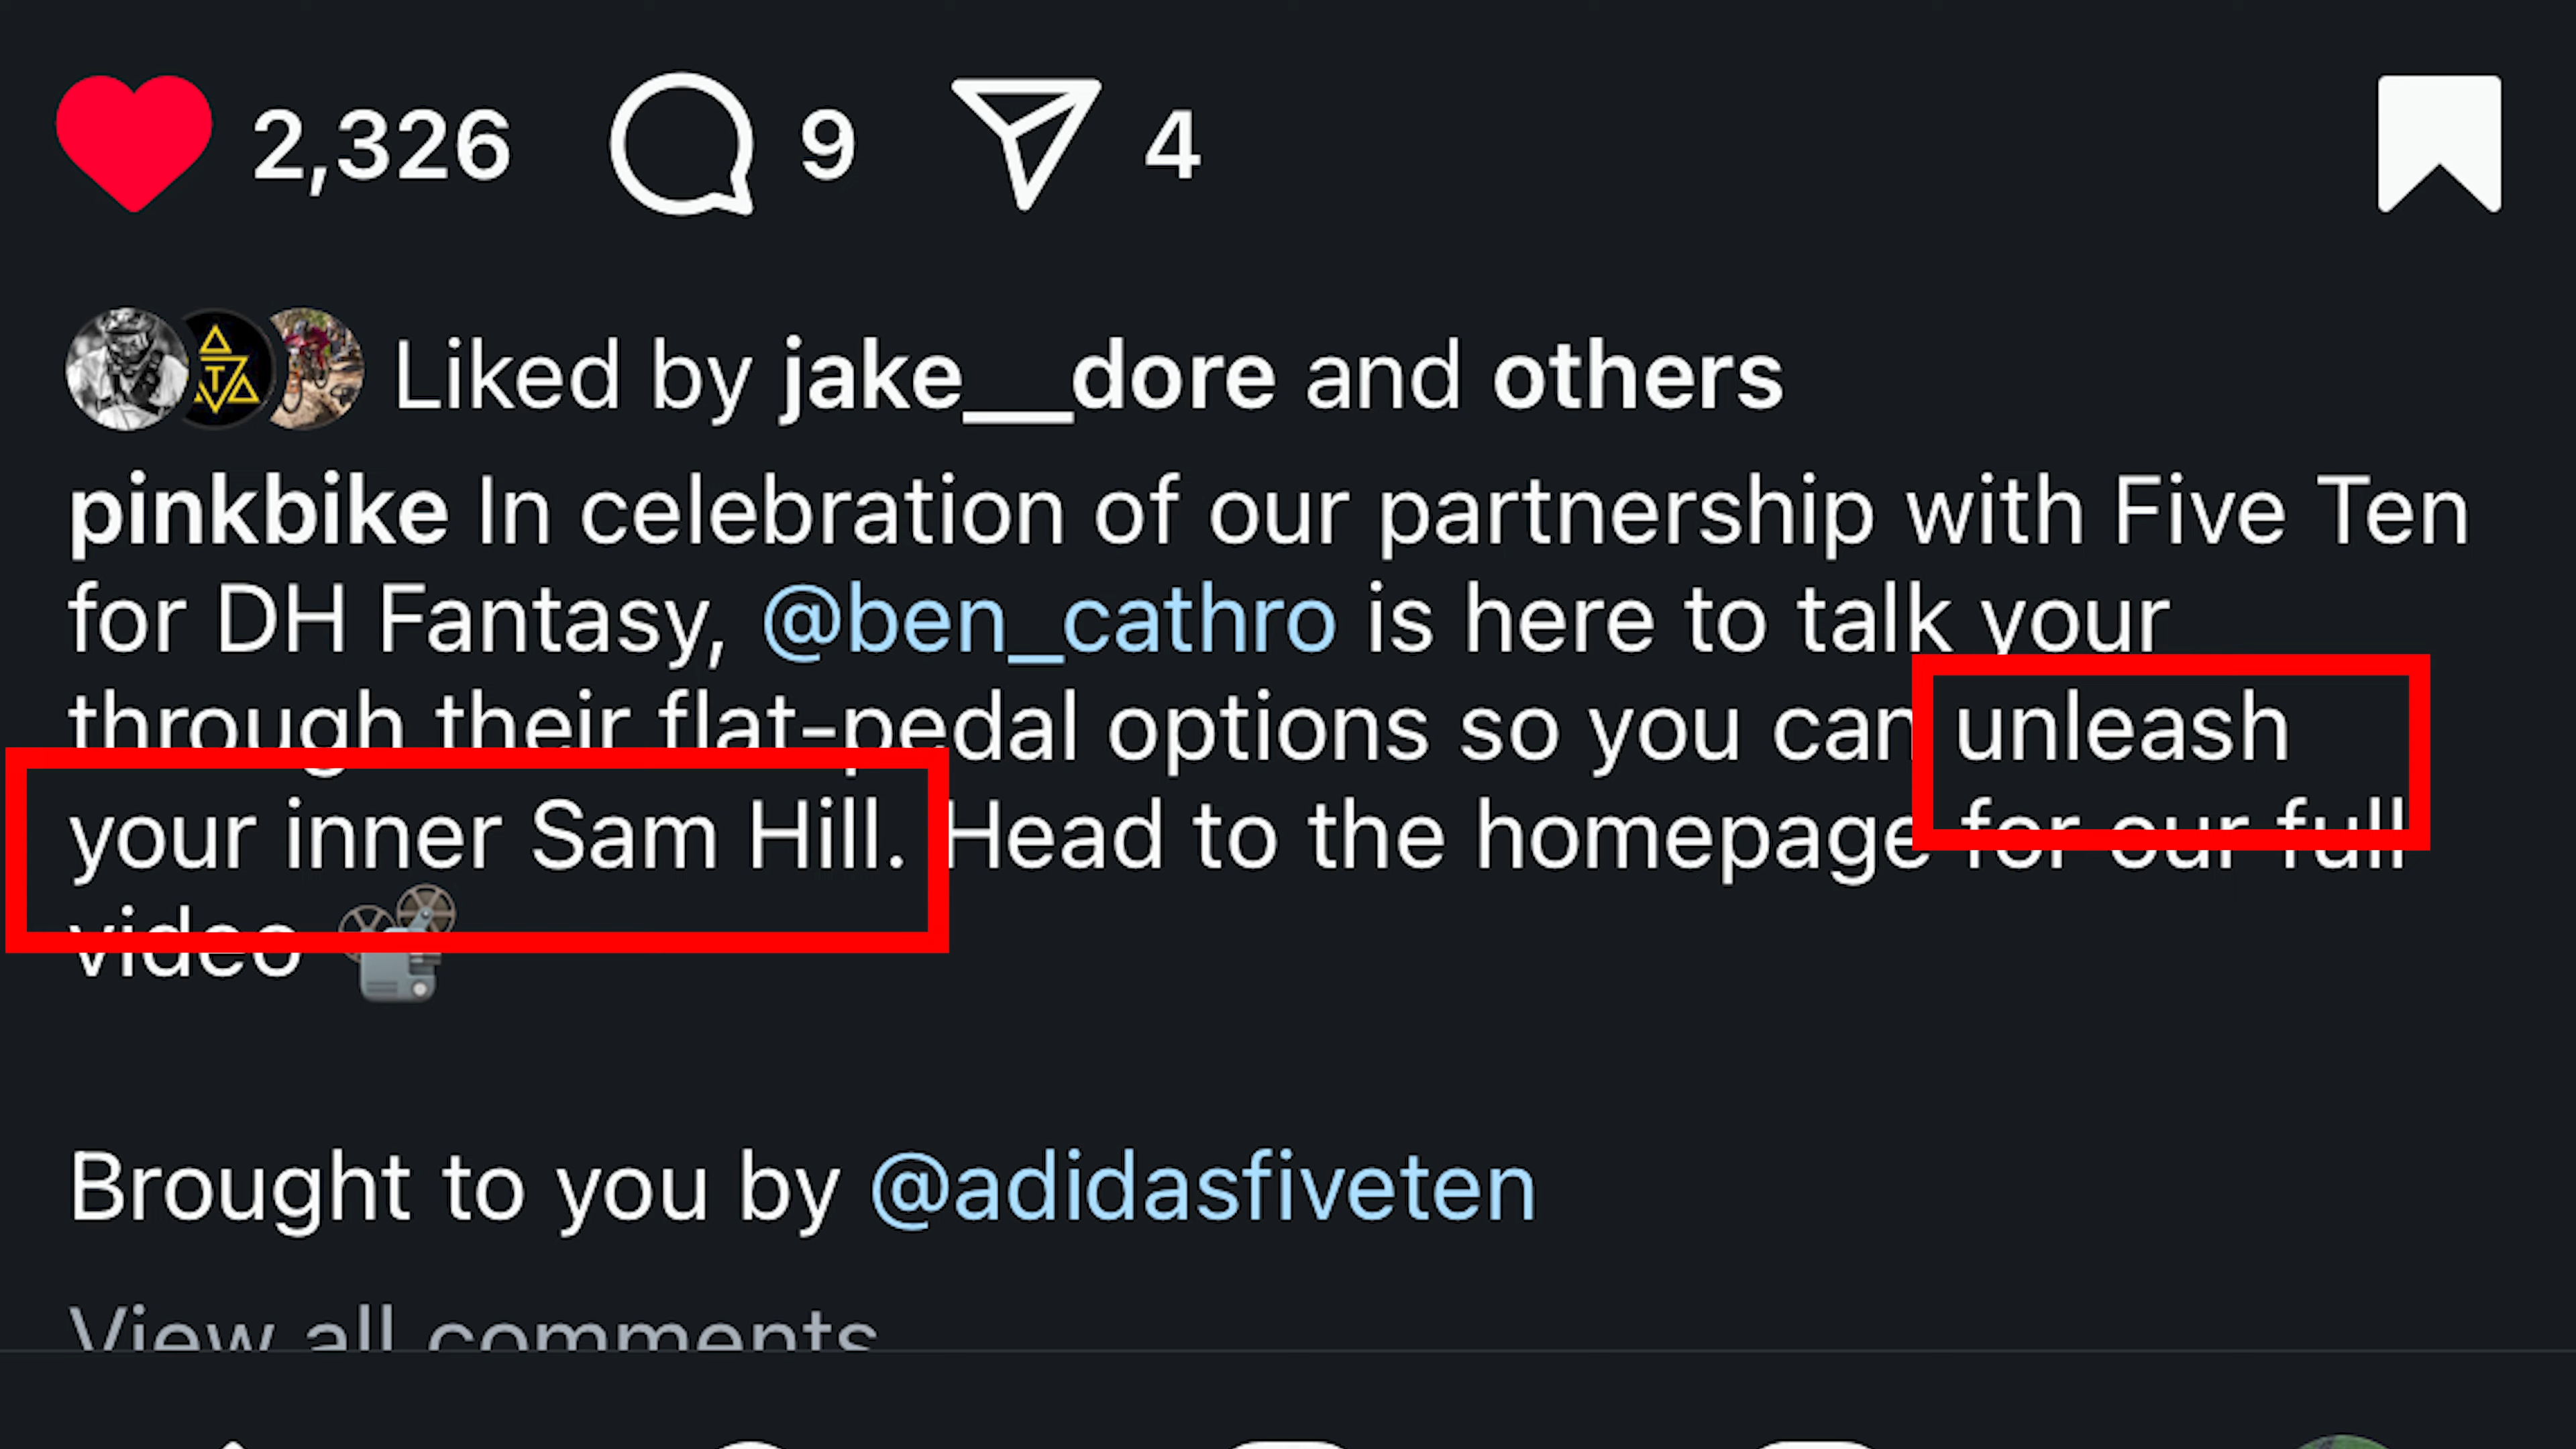 2,326 9 4
Liked by jake__dore and others
pinkbike In celebration of our partnership with Five Ten
for DH Fantasy, @ben_cathro is here to talk your
through their flat-pedal options so you can unleash
your inner Sam Hill. Head to the homepage for our full
video
Brought to you by @adidasfiveten
View all comments